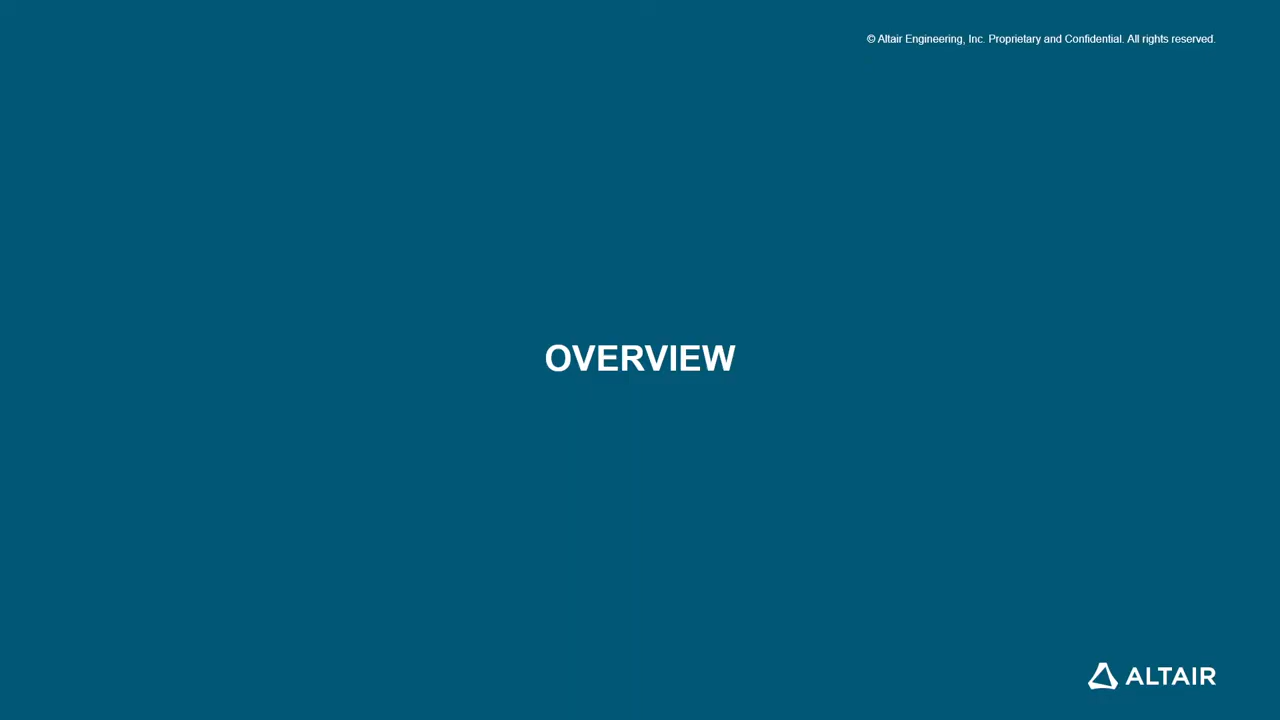 © Altair Engineering, Inc. Proprietary and Confidential. All rights reserved.
OVERVIEW
ALTAIR